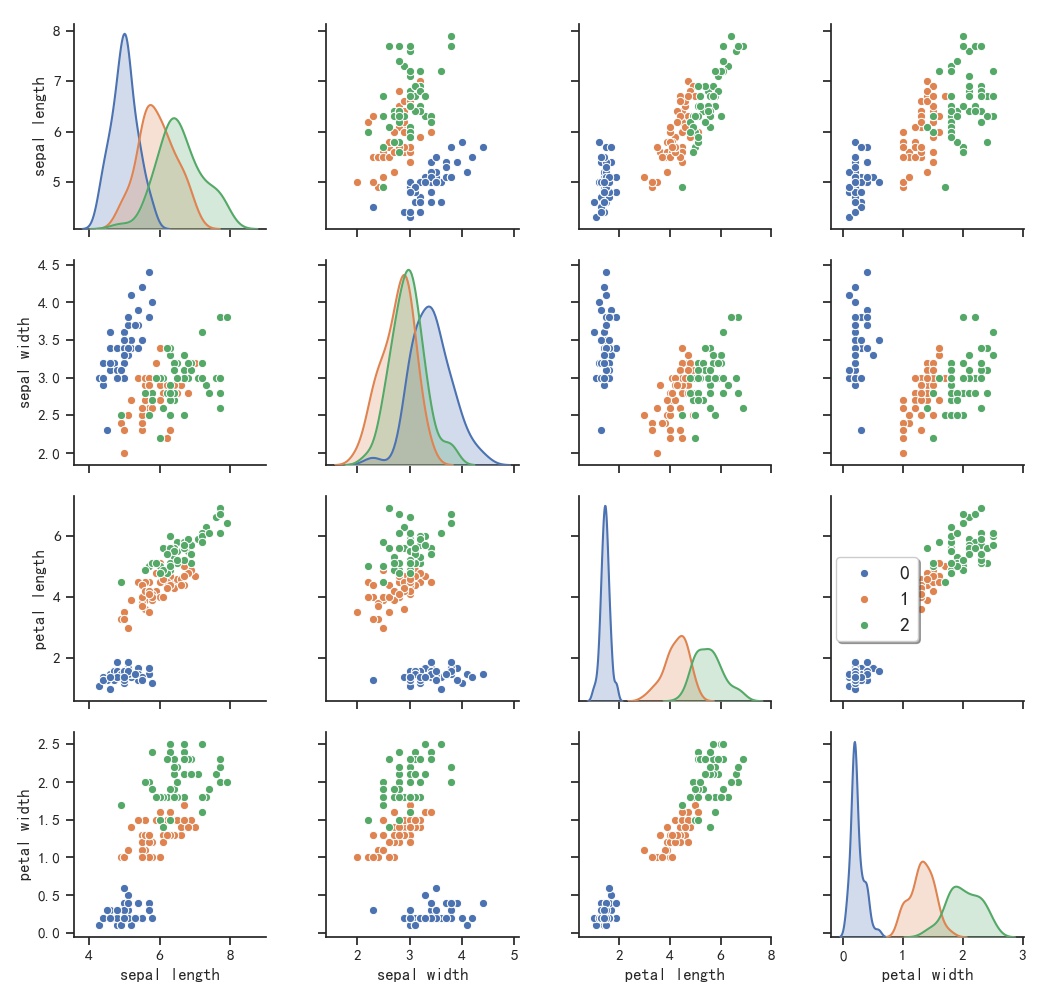 8
7
6
5
sepal length
4.5
4.0
3.5
3.0
2.5
2.0
sepal width
6
4
2
petal length
0
1
2
2.5
2.0
1.5
1.0
0.5
0.0
petal width
4 6 8
2 3 4 5
2 4 6 8
0 1 2 3
sepal length
sepal width
petal length
petal width